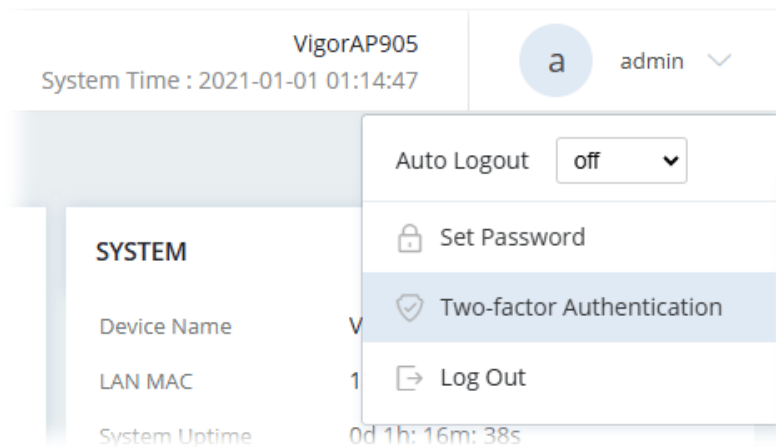 VigorAP905
System Time : 2021-01-01 01:14:47
a
admin
Auto Logout off
Set Password
Two-factor Authentication
Log Out
SYSTEM
Device Name V
LAN MAC 1
System Uptime 0d 1h: 16m: 38s